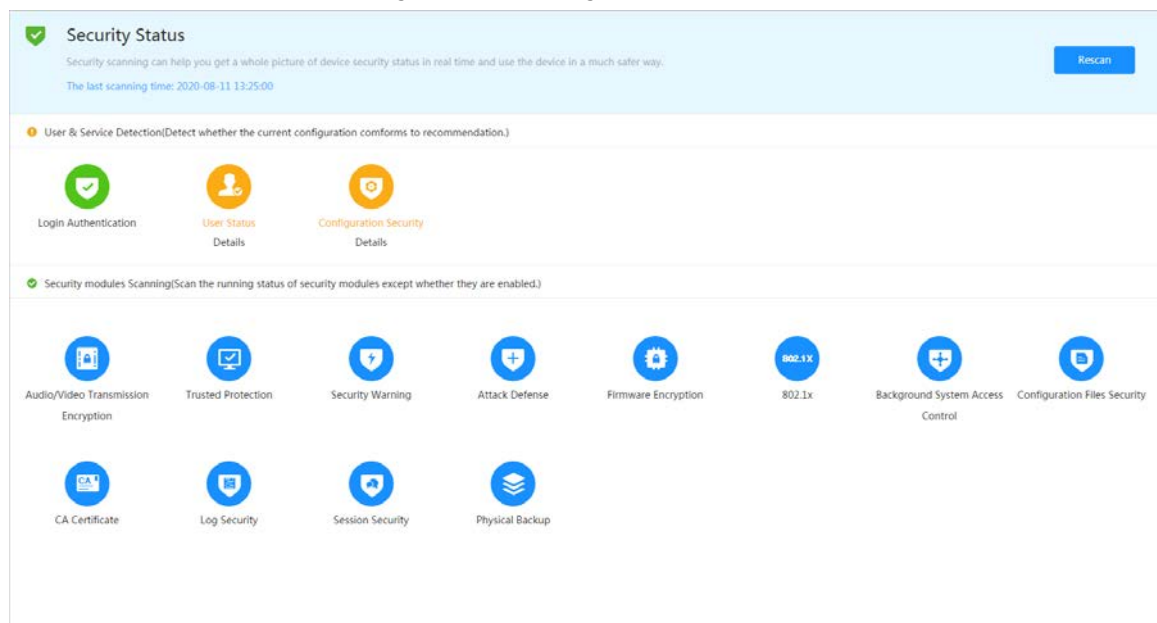 Security Status
Security scanning can help you get a whole picture of device security status in real time and use the device in a much safer way.
Rescan
The last scanning time: 2020-08-11 13:25:00
User & Service Detection(Detect whether the current configuration comforms to recommendation.)
Login Authentication
User Status
Configuration Security
Details
Details
Security modules Scanning(Scan the running status of security modules except whether they are enabled.)
802.1X
Audio/Video Transmission
Encryption
Trusted Protection
Security Warning
Attack Defense
Firmware Encryption
802.1x
Background System Access
Control
Configuration Files Security
CA
CA Certificate
Log Security
Session Security
Physical Backup